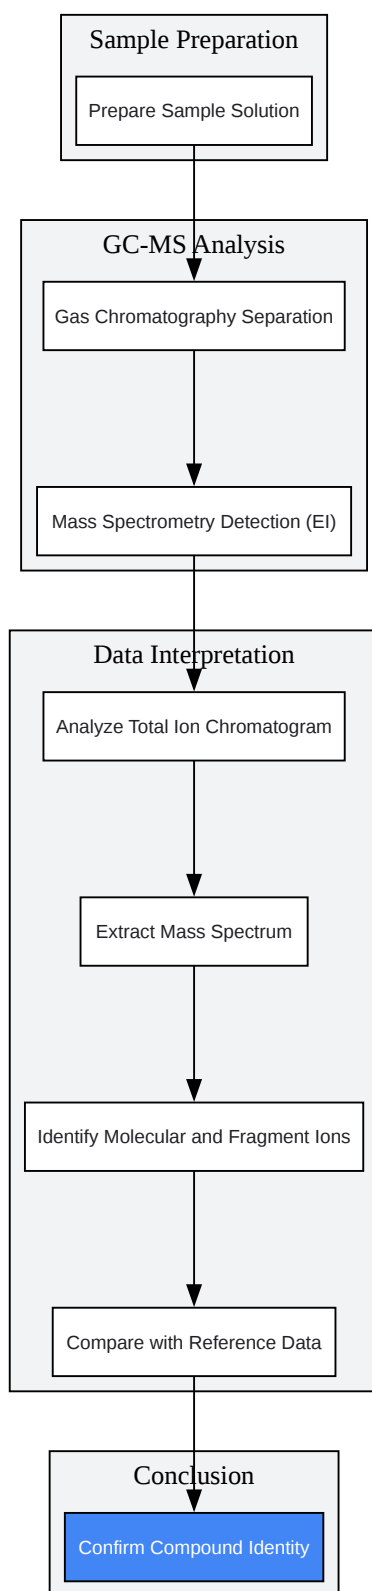 Sample Preparation
Prepare Sample Solution
GC-MS Analysis
Gas Chromatography Separation
Mass Spectrometry Detection (EI)
Data Interpretation
Analyze Total Ion Chromatogram
Extract Mass Spectrum
Identify Molecular and Fragment Ions
Compare with Reference Data
Conclusion
Confirm Compound Identity